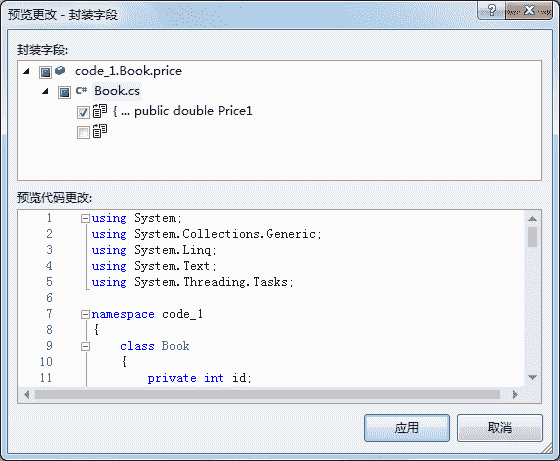 预览更改 - 封装字段
封装字段:
code_1.Book.price
C# Book.cs
{ ... public double Price1
预览代码更改:
1 using System;
2 using System.Collections.Generic;
3 using System.Linq;
4 using System.Text;
5 using System.Threading.Tasks;
6
7 namespace code_1
8 {
9 class Book
10 {
11 private int id;
应用
取消